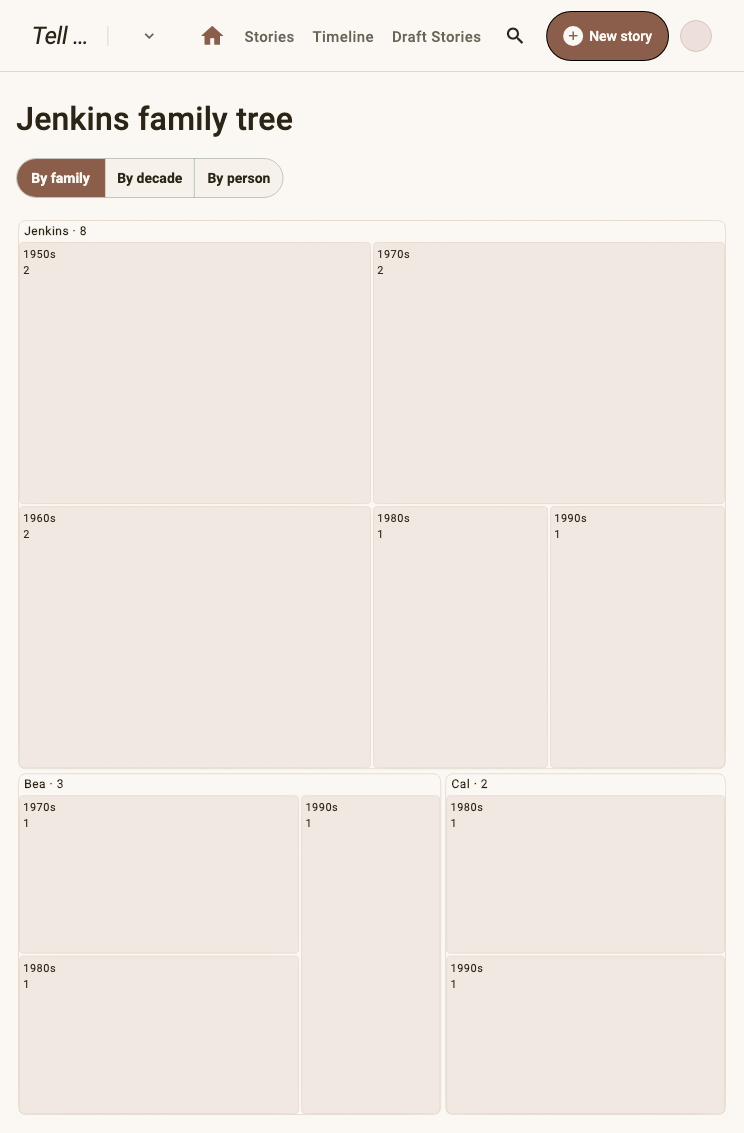 Tell ...
Stories
Timeline
Draft Stories
New story
Jenkins family tree
By family
By decade
By person
Jenkins · 8
1950s
2
1970s
2
1960s
2
1980s
1
1990s
1
Bea · 3
1970s
1
1990s
1
1980s
1
Cal · 2
1980s
1
1990s
1